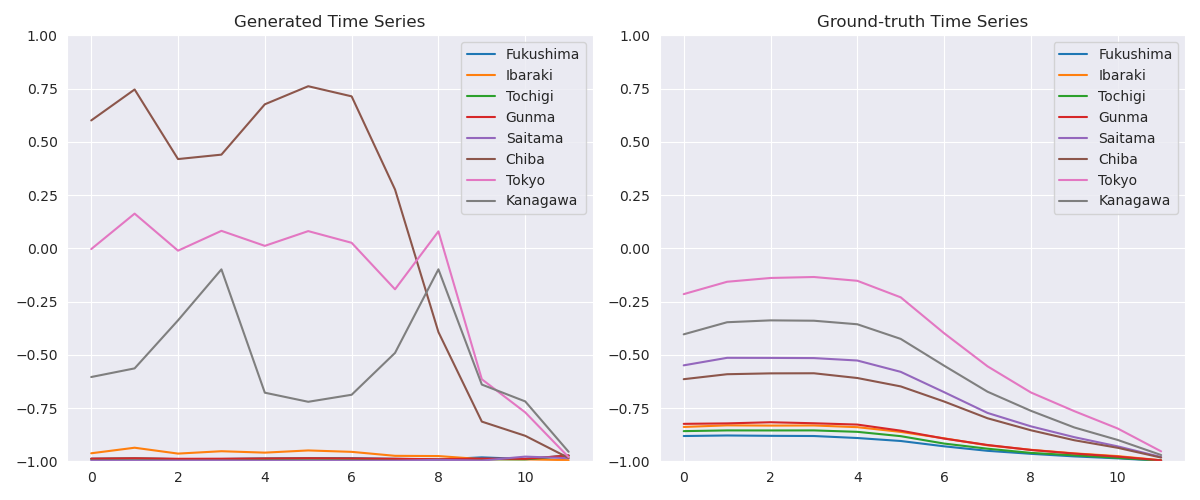 Generated Time Series
1.00
0.75
0.50
0.25
0.00
−0.25
−0.50
−0.75
−1.00
0 2 4 6 8 10
Fukushima
Ibaraki
Tochigi
Gunma
Saitama
Chiba
Tokyo
Kanagawa
Ground-truth Time Series
1.00
0.75
0.50
0.25
0.00
−0.25
−0.50
−0.75
−1.00
0 2 4 6 8 10
Fukushima
Ibaraki
Tochigi
Gunma
Saitama
Chiba
Tokyo
Kanagawa